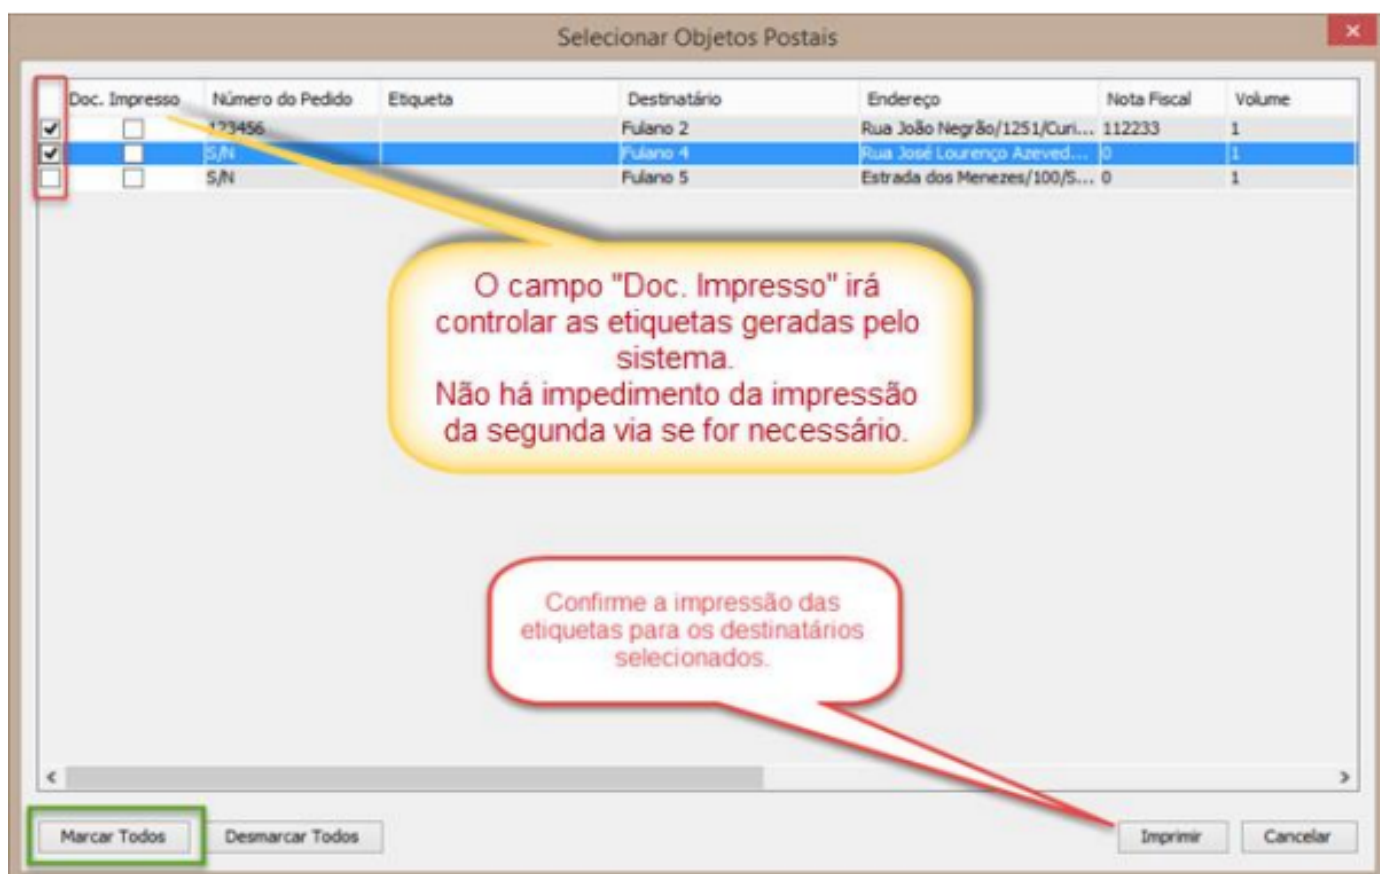 Selecionar Objetos Postais
Doc. Impresso Número do Pedido Etiqueta Destinatário Endereço Nota Fiscal Volume
123456 Fulano 2 Rua João Negrão/1251/Curi... 112233 1
S/N Fulano 4 Rua José Lourenço Azeved... 0 1
S/N Fulano 5 Estrada dos Menezes/100/S... 0 1
O campo "Doc. Impresso" irá
controlar as etiquetas geradas pelo
sistema.
Não há impedimento da impressão
da segunda via se for necessário.
Confirme a impressão das
etiquetas para os destinatários
selecionados.
Marcar Todos Desmarcar Todos Imprimir Cancelar